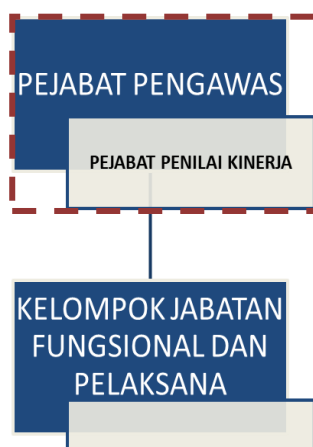 PEJABAT PENGAWAS
PEJABAT PENILAI KINERJA
KELOMPOK JABATAN
FUNGSIONAL DAN
PELAKSANA